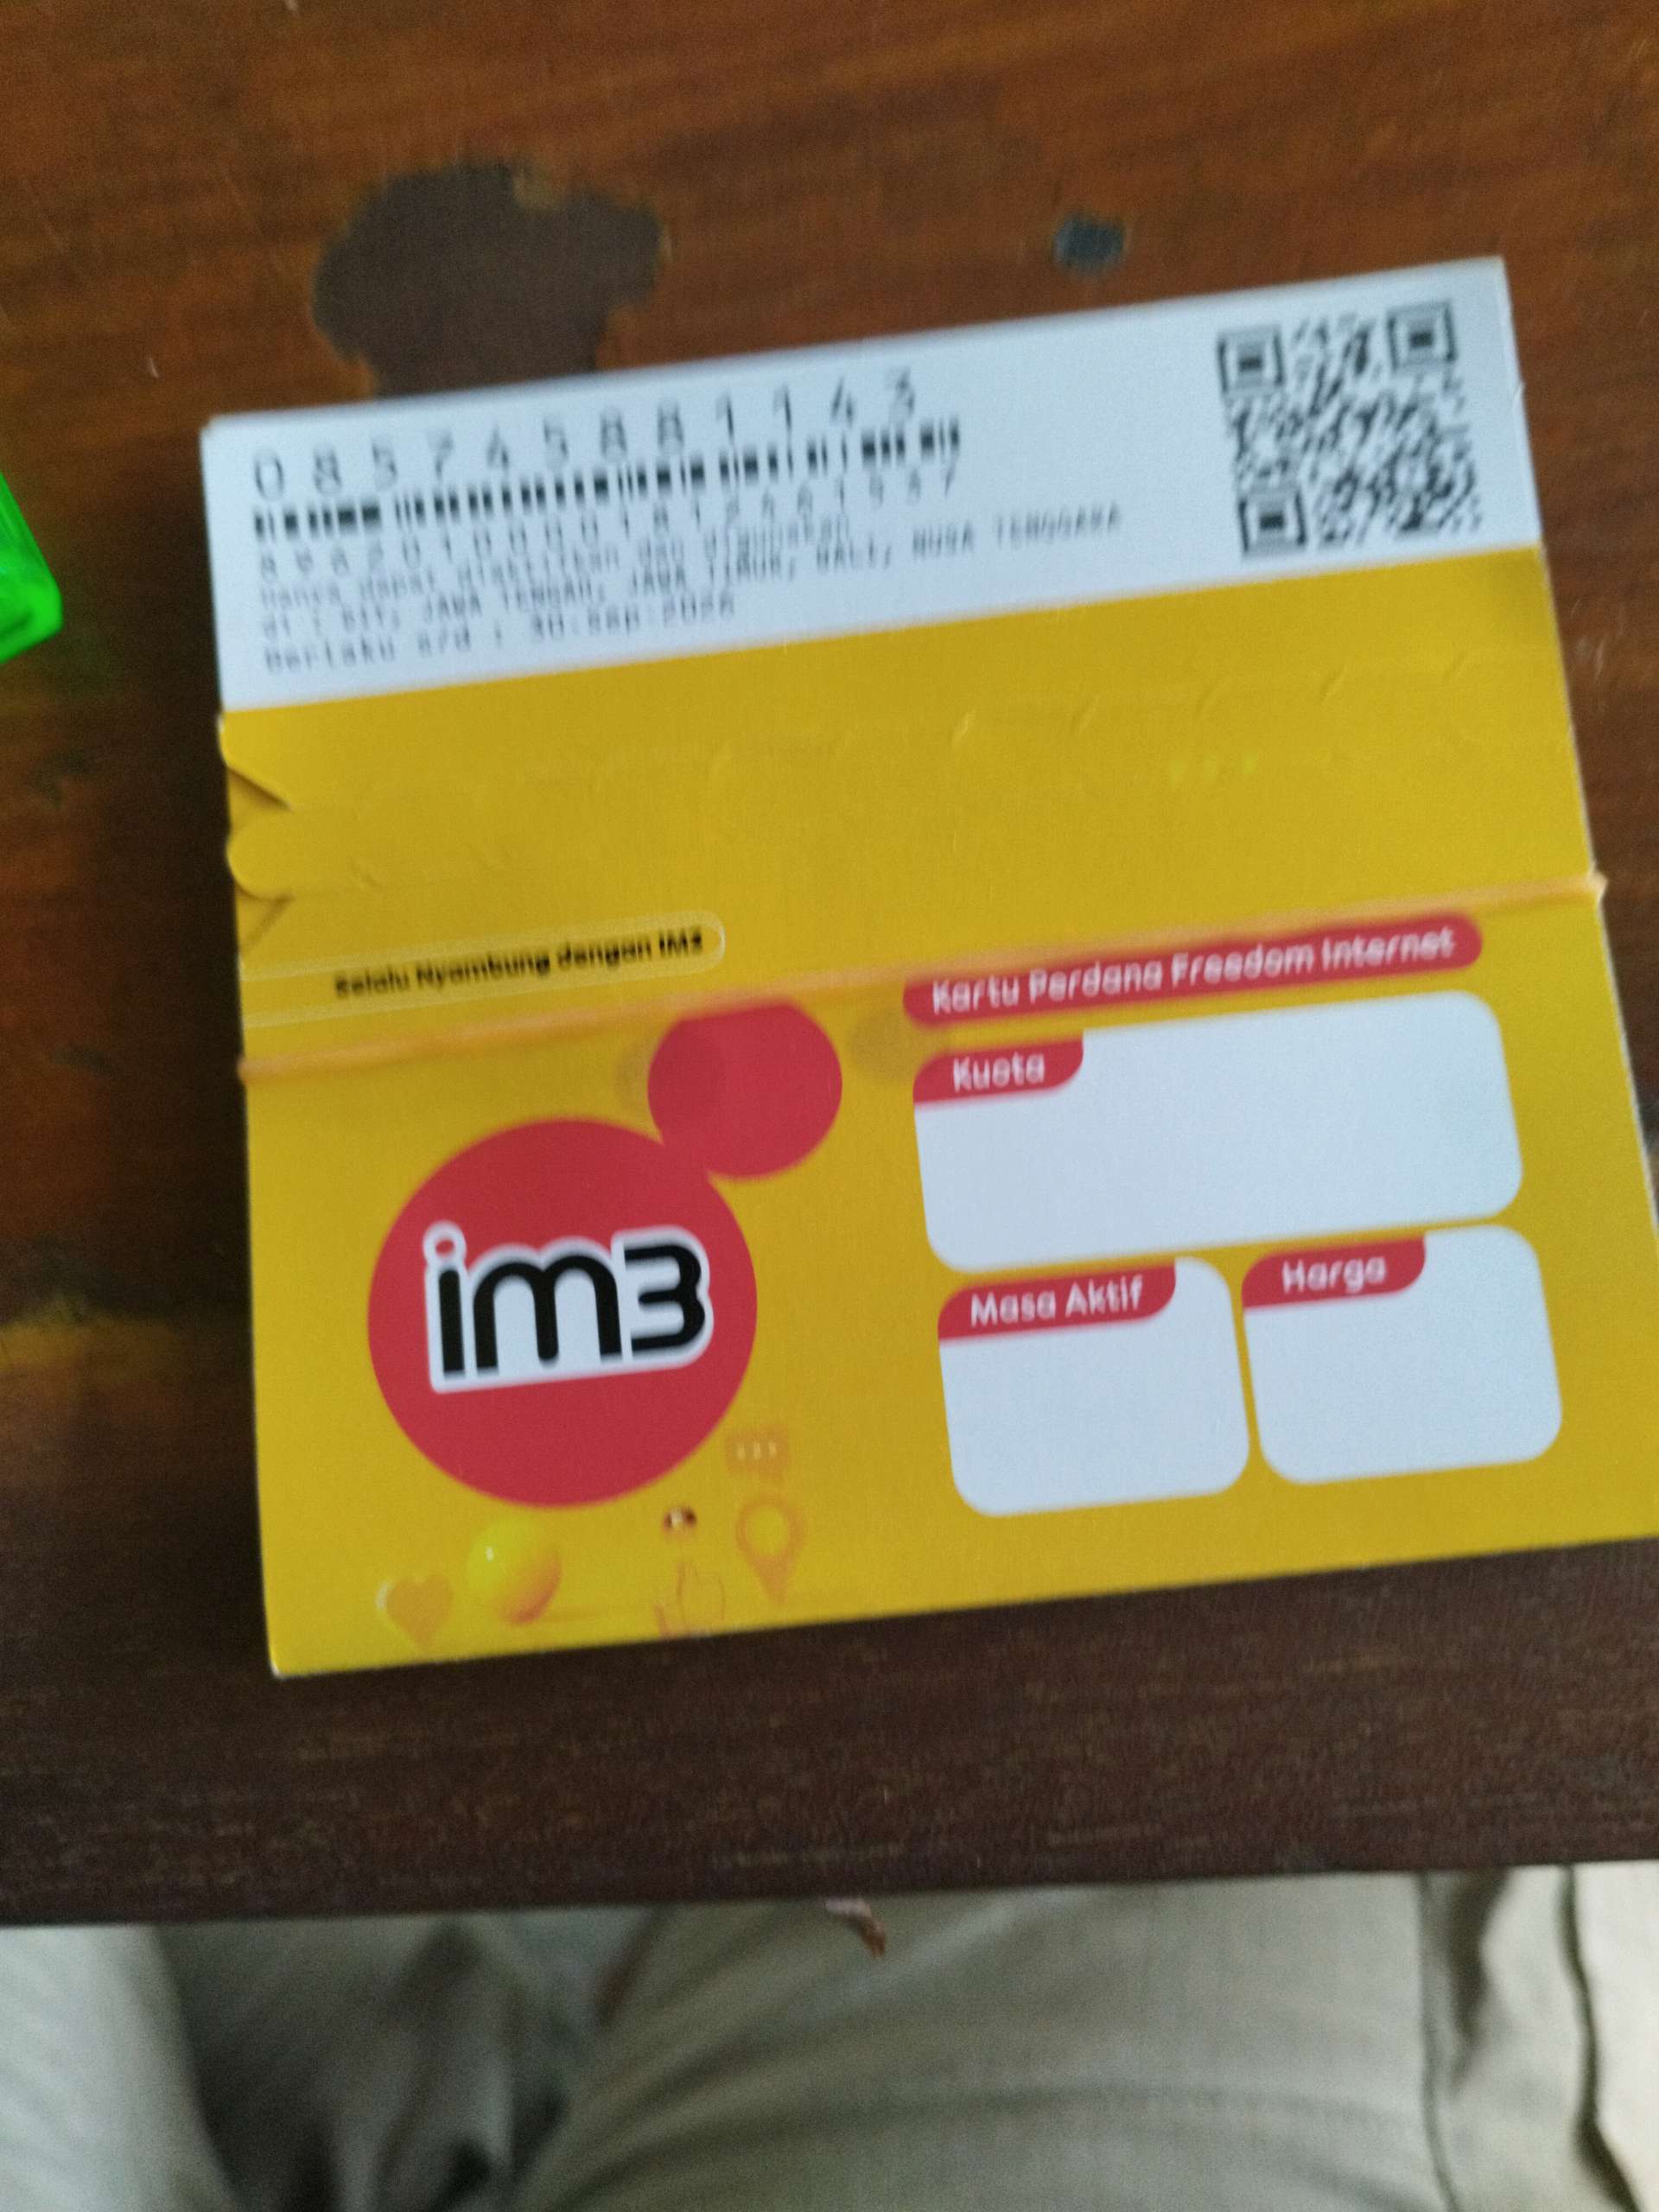 085745881143
Hanya dapat diaktifkan dan digunakan
di : DIY, JAWA TENGAH, JAWA TIMUR, BALI, NUSA TENGGARA
Berlaku s/d : 30-Sep-2026
Selalu Nyambung dengan IM3
Kartu Perdana Freedom Internet
Kuota
im3
Masa Aktif
Harga